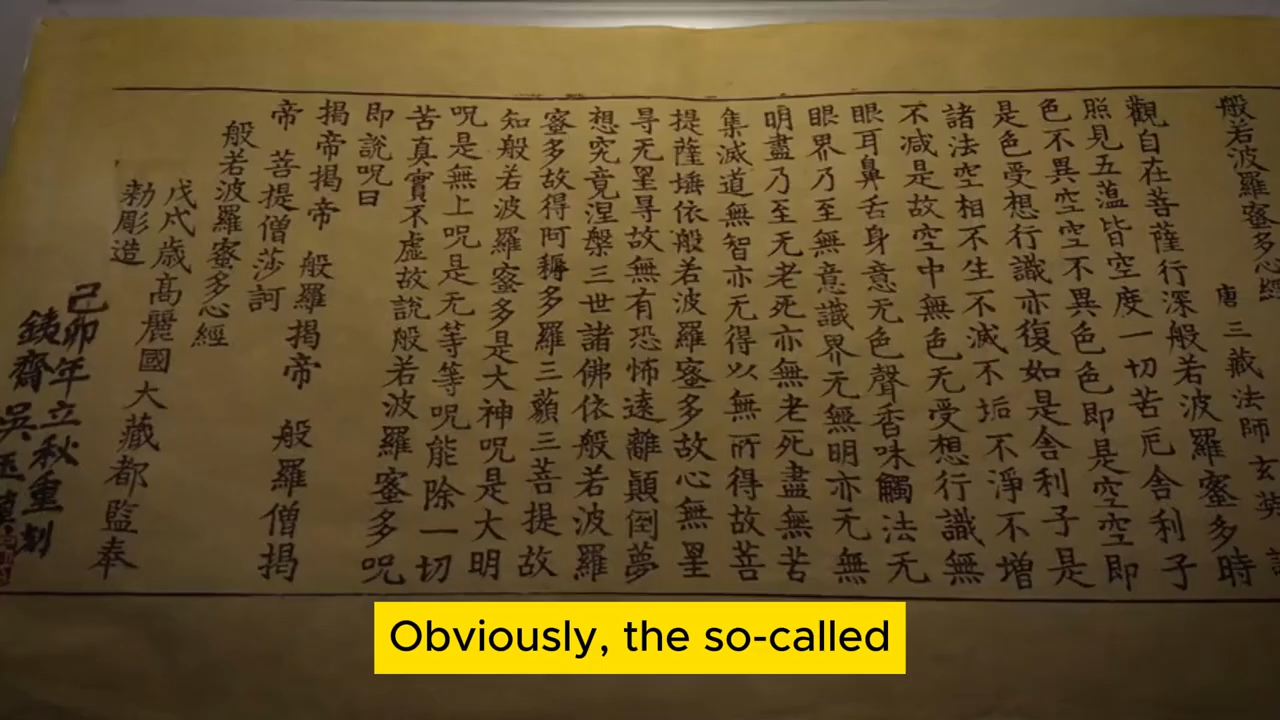 般若波羅蜜多心經
唐三藏法師玄奘
觀自在菩薩行深般若波羅蜜多時
照見五蕰皆空度一切苦厄舍利子
色不異空空不異色色即是空空即
是色受想行識亦復如是舍利子是
諸法空相不生不滅不垢不淨不增
不减是故空中無色无受想行識無
眼耳鼻舌身意无色聲香味觸法无
眼界乃至無意識界无無明亦无無
明盡乃至无老死亦無老死盡無苦
集滅道無智亦无得以無所得故菩
提薩埵依般若波羅蜜多故心無罣
㝵无罣㝵故無有恐怖遠離顛倒夢
想究竟涅槃三世諸佛依般若波羅
蜜多故得阿耨多羅三藐三菩提故
知般若波羅蜜多是大神呪是大明
呪是無上呪是无等等呪能除一切
苦真實不虛故說般若波羅蜜多呪
即說呪曰
揭帝揭帝 般羅揭帝 般羅僧揭
帝 菩提僧莎訶
般若波羅蜜多心經
戊戌歲高麗國大藏都監奉
勅彫造
己卯年立秋重刻
銕齋 吳玉
Obviously, the so-called